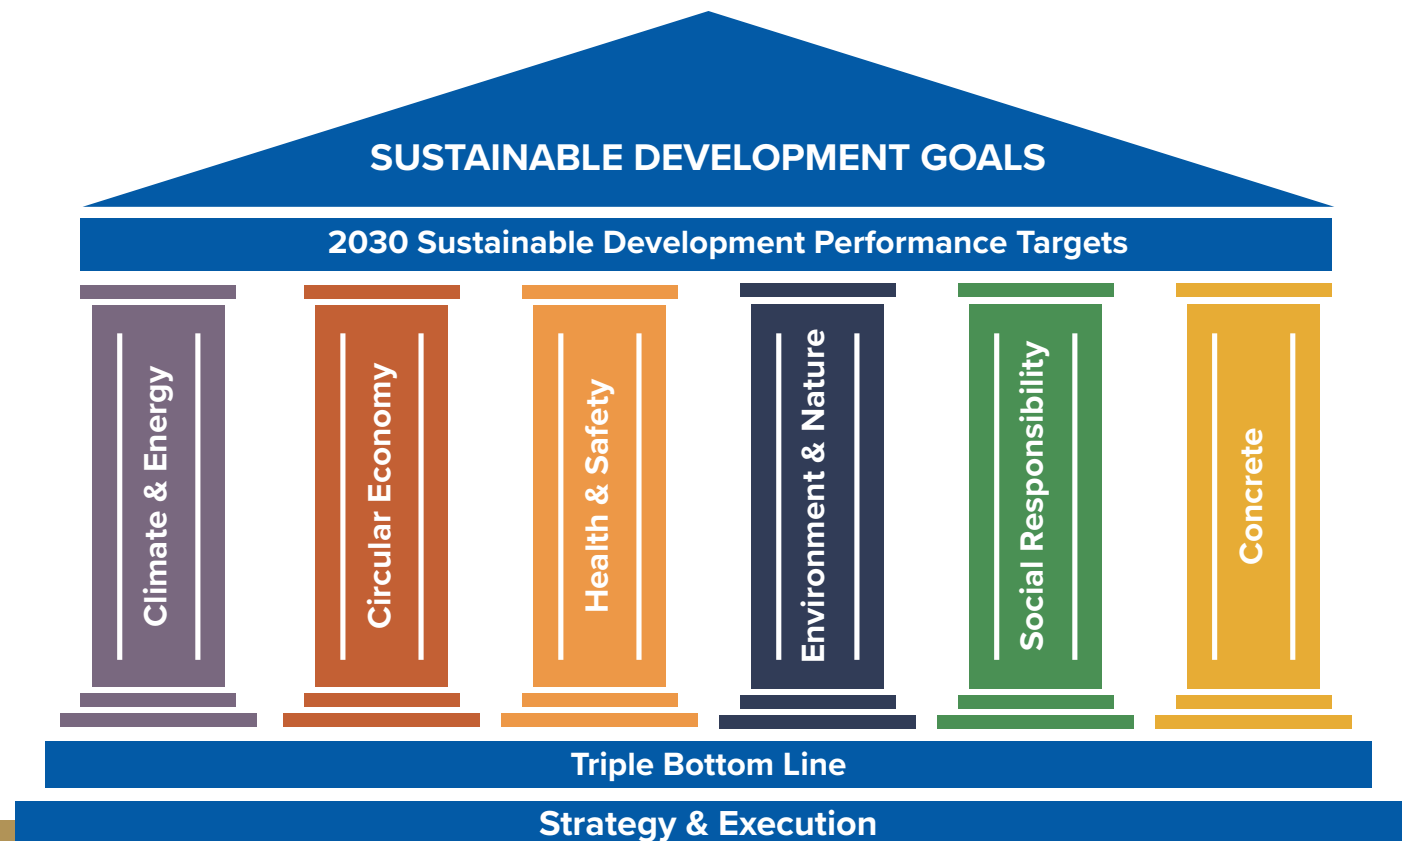 SUSTAINABLE DEVELOPMENT GOALS
2030 Sustainable Development Performance Targets
Climate & Energy
Circular Economy
Health & Safety
Environment & Nature
Social Responsibility
Concrete
Triple Bottom Line
Strategy & Execution